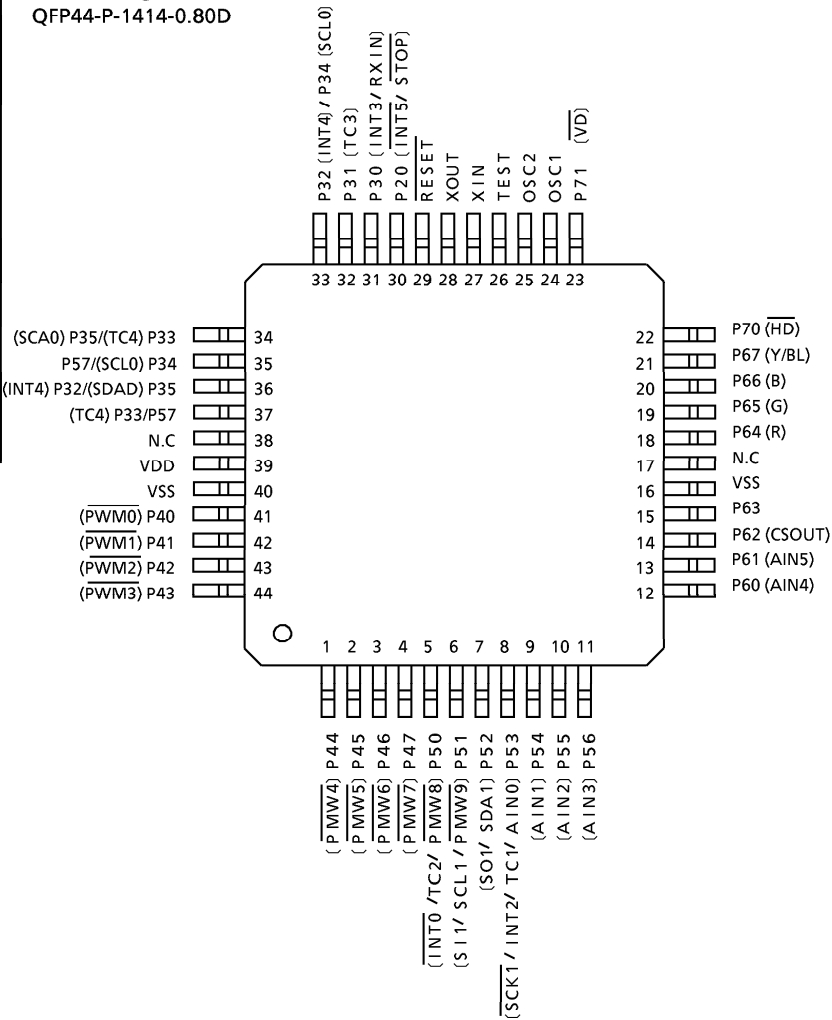 QFP44-P-1414-0.80D
P32 (INT4) / P34 (SCL0)
P31 (TC3)
P30 (INT3/ RXIN)
P20 (INT5/ STOP)
RESET
XOUT
XIN
TEST
OSC2
OSC1
P71 (VD)
33 32 31 30 29 28 27 26 25 24 23
(SCA0) P35/(TC4) P33 34
P57/(SCL0) P34 35
(INT4) P32/(SDAD) P35 36
(TC4) P33/P57 37
N.C 38
VDD 39
VSS 40
(PWM0) P40 41
(PWM1) P41 42
(PWM2) P42 43
(PWM3) P43 44
22 P70 (HD)
21 P67 (Y/BL)
20 P66 (B)
19 P65 (G)
18 P64 (R)
17 N.C
16 VSS
15 P63
14 P62 (CSOUT)
13 P61 (AIN5)
12 P60 (AIN4)
1 2 3 4 5 6 7 8 9 10 11
(PMW4) P44
(PMW5) P45
(PMW6) P46
(PMW7) P47
(INT0 /TC2/ PMW8) P50
(SI1/ SCL1 / PMW9) P51
(SO1/ SDA1) P52
(SCK1/ INT2/ TC1/ AIN0) P53
(AIN1) P54
(AIN2) P55
(AIN3) P56